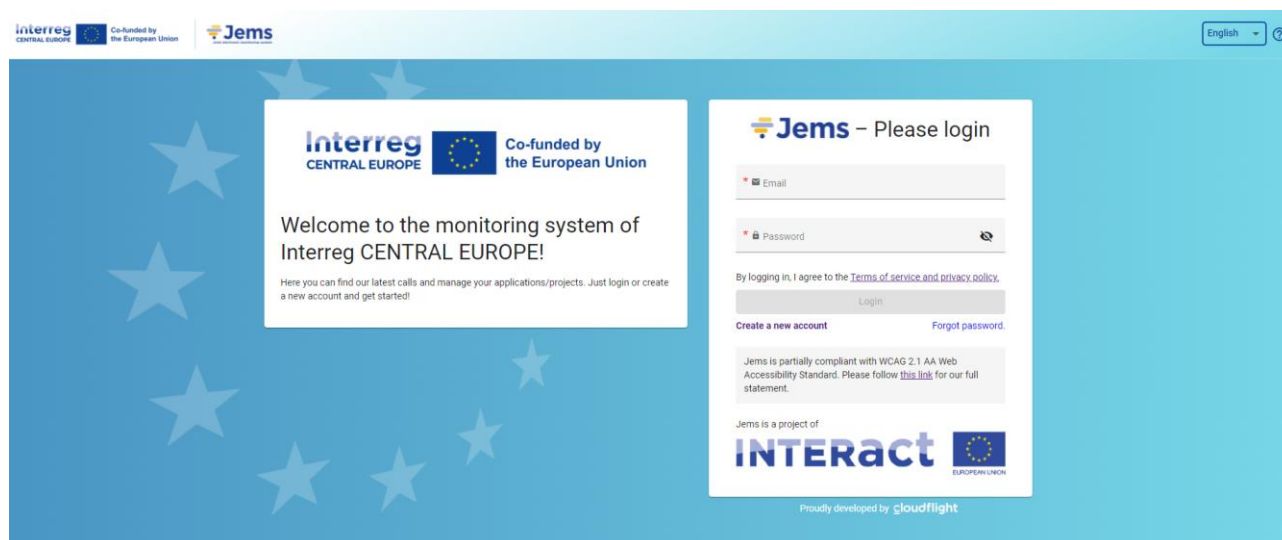 Interreg
CENTRAL EUROPE
Co-funded by
the European Union
Jems
English
Interreg
CENTRAL EUROPE
Co-funded by
the European Union
Welcome to the monitoring system of
Interreg CENTRAL EUROPE!
Here you can find our latest calls and manage your applications/projects. Just login or create
a new account and get started!
Jems – Please login
* Email
* Password
By logging in, I agree to the Terms of service and privacy policy.
Login
Create a new account
Forgot password.
Jems is partially compliant with WCAG 2.1 AA Web
Accessibility Standard. Please follow this link for our full
statement.
Jems is a project of
INTERact
EUROPEAN UNION
Proudly developed by cloudflight